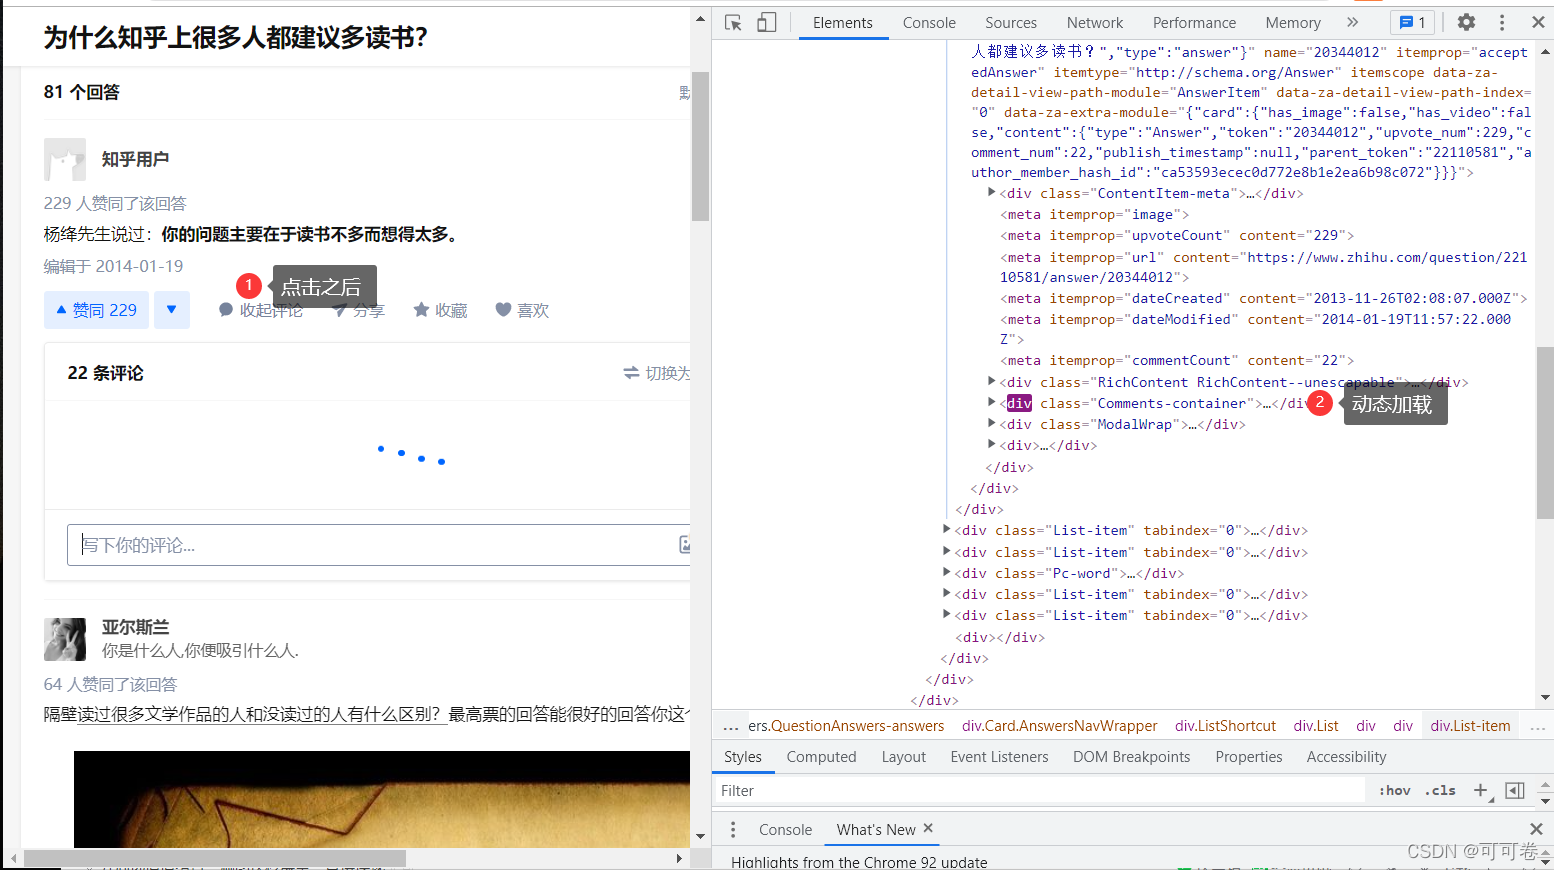 为什么知乎上很多人都建议多读书？
81 个回答
知乎用户
229 人赞同了该回答
杨绛先生说过：你的问题主要在于读书不多而想得太多。
编辑于 2014-01-19
1 点击之后
赞同 229 收起评论 分享 收藏 喜欢
22 条评论 切换为
写下你的评论...
亚尔斯兰
你是什么人,你便吸引什么人.
64 人赞同了该回答
隔壁读过很多文学作品的人和没读过的人有什么区别？最高票的回答能很好的回答你这个
Elements Console Sources Network Performance Memory » 1
人都建议多读书？","type":"answer"}" name="20344012" itemprop="accept
edAnswer" itemtype="http://schema.org/Answer" itemscope data-za-
detail-view-path-module="AnswerItem" data-za-detail-view-path-index=
"0" data-za-extra-module="{"card":{"has_image":false,"has_video":fal
se,"content":{"type":"Answer","token":"20344012","upvote_num":229,"c
omment_num":22,"publish_timestamp":null,"parent_token":"22110581","a
uthor_member_hash_id":"ca53593ecec0d772e8b1e2ea6b98c072"}}}">
<div class="ContentItem-meta">…</div>
<meta itemprop="image">
<meta itemprop="upvoteCount" content="229">
<meta itemprop="url" content="https://www.zhihu.com/question/221
10581/answer/20344012">
<meta itemprop="dateCreated" content="2013-11-26T02:08:07.000Z">
<meta itemprop="dateModified" content="2014-01-19T11:57:22.000
Z">
<meta itemprop="commentCount" content="22">
<div class="RichContent RichContent--unescapable">…</div>
<div class="Comments-container">…</div> 2 动态加载
<div class="ModalWrap">…</div>
<div>…</div>
</div>
</div>
</div>
<div class="List-item" tabindex="0">…</div>
<div class="List-item" tabindex="0">…</div>
<div class="Pc-word">…</div>
<div class="List-item" tabindex="0">…</div>
<div class="List-item" tabindex="0">…</div>
<div></div>
</div>
</div>
</div>
... ers.QuestionAnswers-answers div.Card.AnswersNavWrapper div.ListShortcut div.List div div div.List-item ...
Styles Computed Layout Event Listeners DOM Breakpoints Properties Accessibility
Filter :hov .cls +
Console What's New ×
Highlights from the Chrome 92 update
CSDN @可可卷